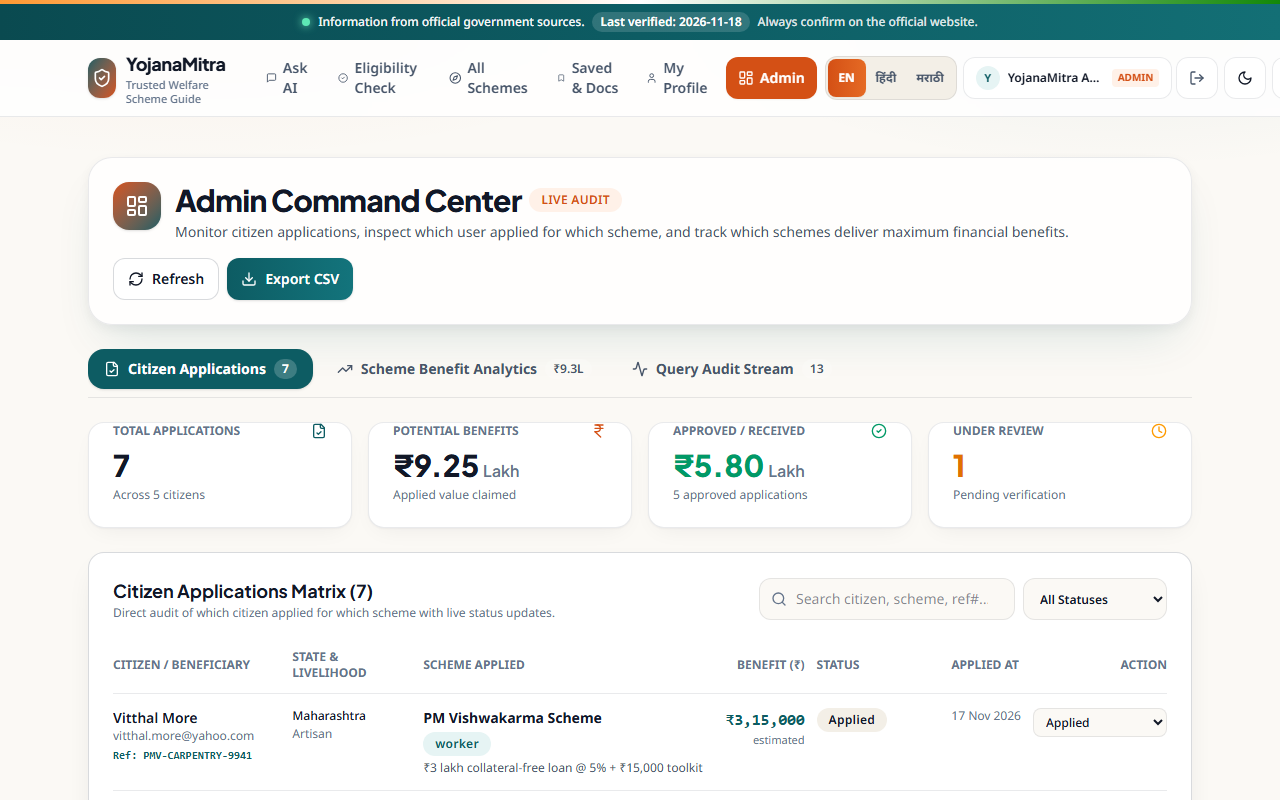 Information from official government sources. Last verified: 2026-11-18 Always confirm on the official website.
YojanaMitra
Trusted Welfare
Scheme Guide
Ask
AI
Eligibility
Check
All
Schemes
Saved
& Docs
My
Profile
Admin
EN
हिंदी
मराठी
Y
YojanaMitra A...
ADMIN
Admin Command Center LIVE AUDIT
Monitor citizen applications, inspect which user applied for which scheme, and track which schemes deliver maximum financial benefits.
Refresh
Export CSV
Citizen Applications 7
Scheme Benefit Analytics ₹9.3L
Query Audit Stream 13
TOTAL APPLICATIONS
7
Across 5 citizens
POTENTIAL BENEFITS
₹9.25 Lakh
Applied value claimed
APPROVED / RECEIVED
₹5.80 Lakh
5 approved applications
UNDER REVIEW
1
Pending verification
Citizen Applications Matrix (7)
Direct audit of which citizen applied for which scheme with live status updates.
Search citizen, scheme, ref#..
All Statuses
CITIZEN / BENEFICIARY
STATE &
LIVELIHOOD
SCHEME APPLIED
BENEFIT (₹)
STATUS
APPLIED AT
ACTION
Vitthal More
vitthal.more@yahoo.com
Ref: PMV-CARPENTRY-9941
Maharashtra
Artisan
PM Vishwakarma Scheme
worker
₹3 lakh collateral-free loan @ 5% + ₹15,000 toolkit
₹3,15,000
estimated
Applied
17 Nov 2026
Applied